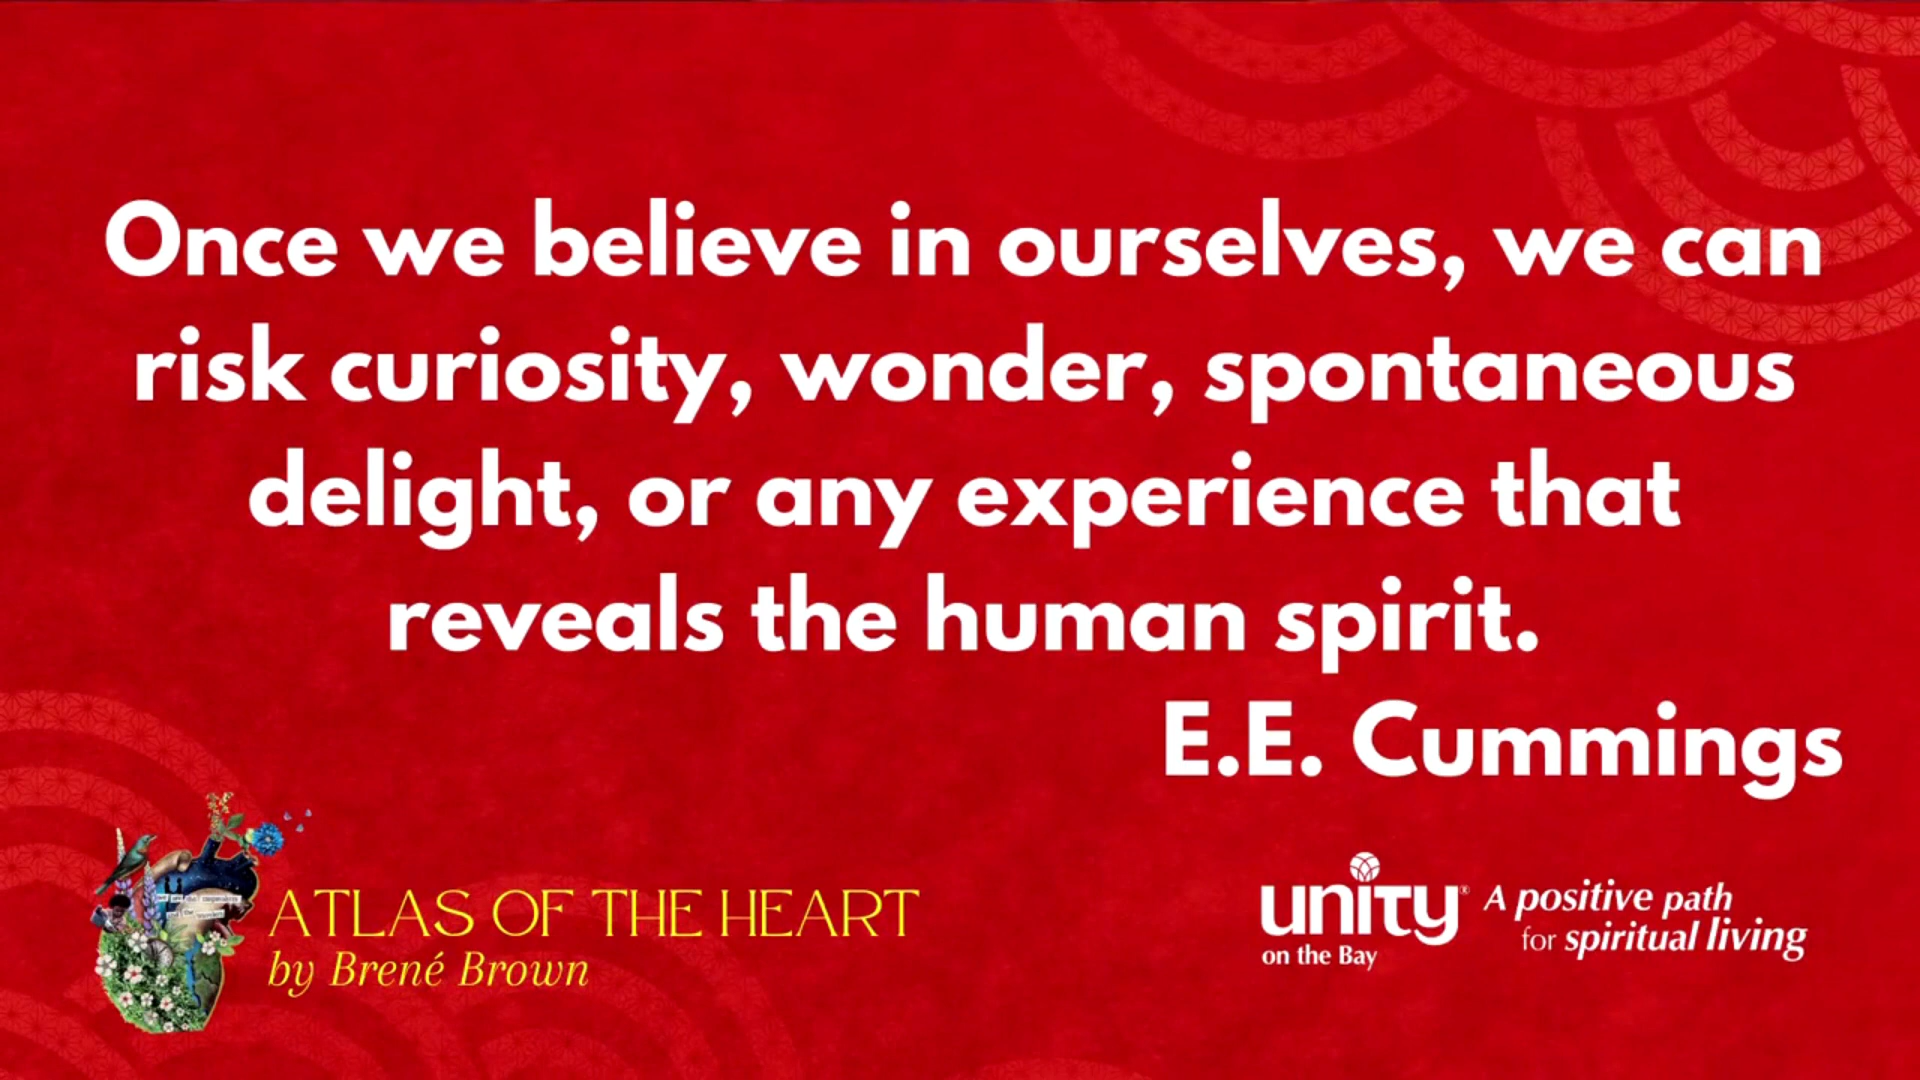 Once we believe in ourselves, we can
risk curiosity, wonder, spontaneous
delight, or any experience that
reveals the human spirit.
E.E. Cummings
ATLAS OF THE HEART
by Brené Brown
unity®
on the Bay
A positive path
for spiritual living